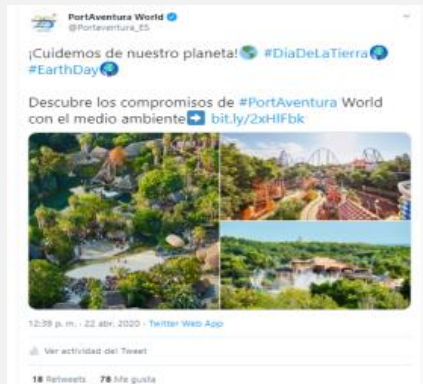 PortAventura World
@Portaventura_ES
¡Cuidemos de nuestro planeta! #DiaDeLaTierra
#EarthDay
Descubre los compromisos de #PortAventura World
con el medio ambiente bit.ly/2xHlFbk
12:39 p. m. · 22 abr. 2020 · Twitter Web App
Ver actividad del Tweet
18 Retweets 78 Me gusta